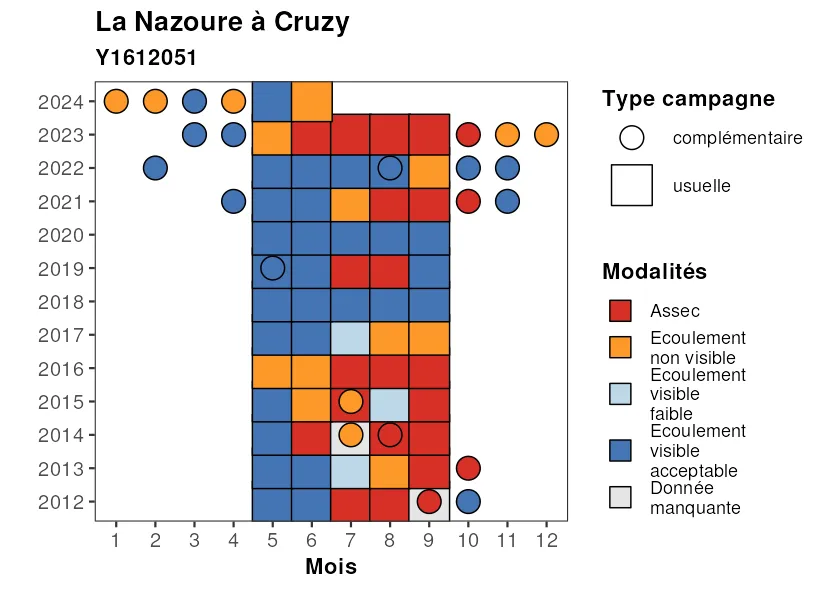 La Nazoure à Cruzy
Y1612051
2024
2023
2022
2021
2020
2019
2018
2017
2016
2015
2014
2013
2012
1 2 3 4 5 6 7 8 9 10 11 12
Mois
Type campagne
complémentaire
usuelle
Modalités
Assec
Ecoulement
non visible
Ecoulement
visible
faible
Ecoulement
visible
acceptable
Donnée
manquante